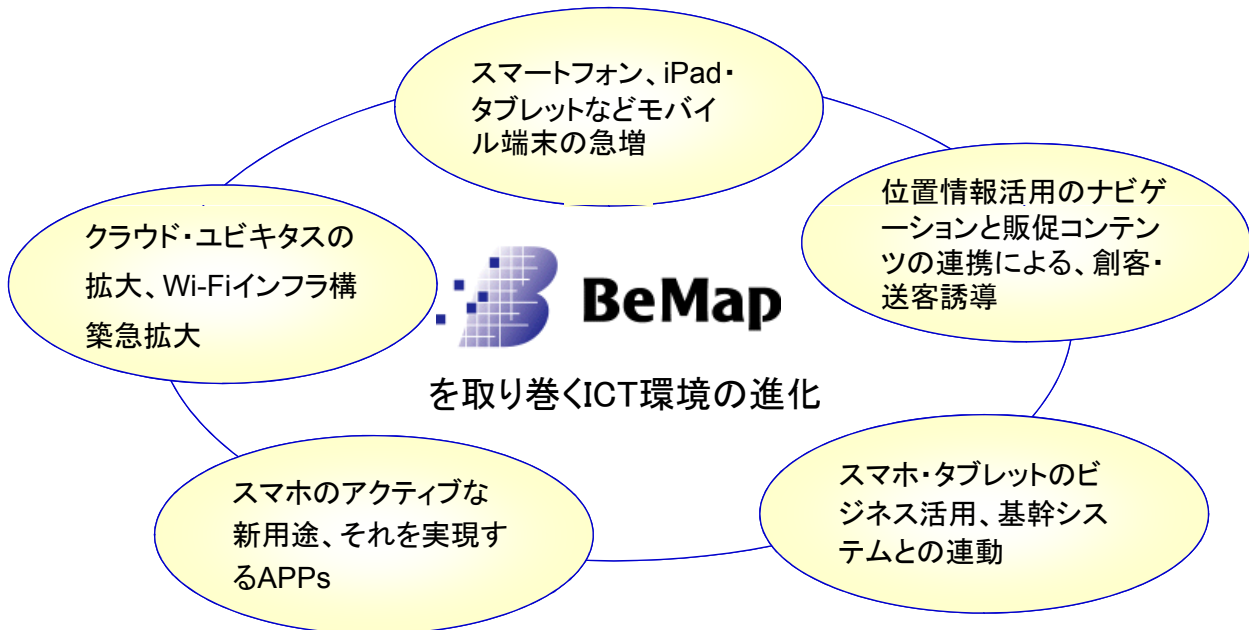 スマートフォン、iPad・
タブレットなどモバイ
ル端末の急増
位置情報活用のナビゲ
ーションと販促コンテン
ツの連携による、創客・
送客誘導
クラウド・ユビキタスの
拡大、Wi-Fiインフラ構
築急拡大
BeMap
を取り巻くICT環境の進化
スマホ・タブレットのビ
ジネス活用、基幹シス
テムとの連動
スマホのアクティブな
新用途、それを実現す
るAPPs